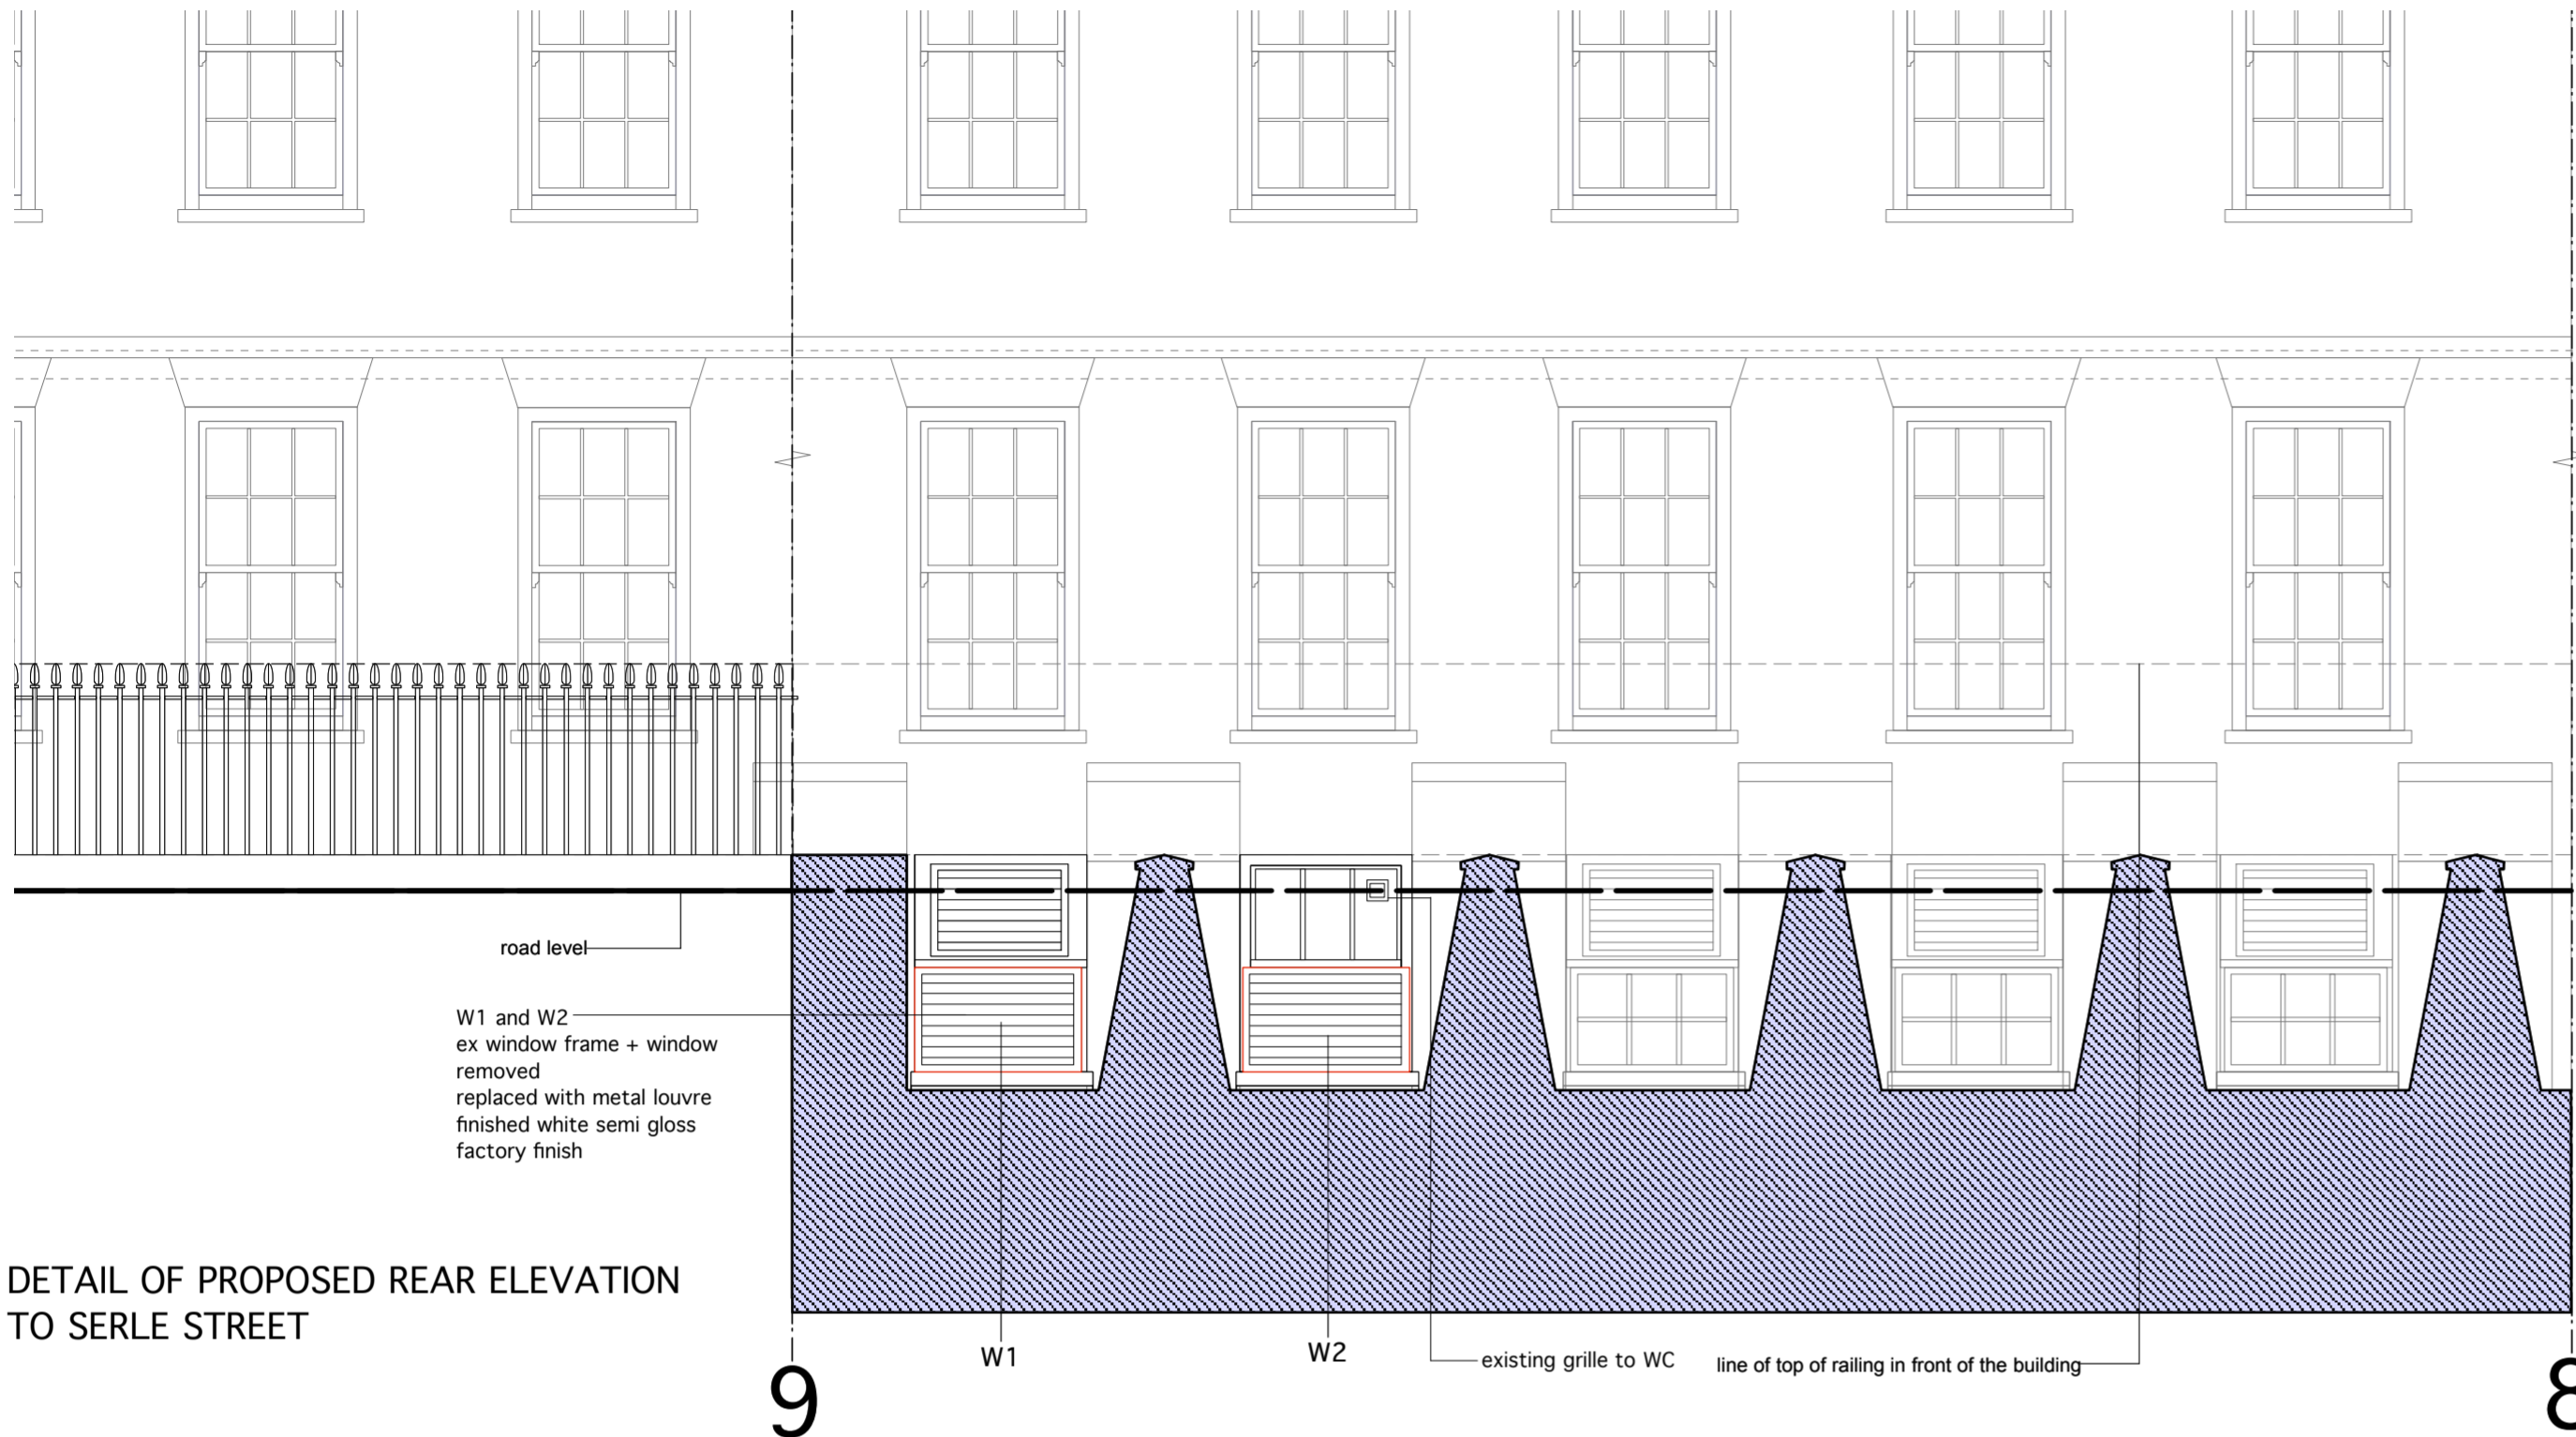 road level
W1 and W2
ex window frame + window
removed
replaced with metal louvre
finished white semi gloss
factory finish
DETAIL OF PROPOSED REAR ELEVATION
TO SERLE STREET
W1
W2
existing grille to WC
line of top of railing in front of the building
9
8